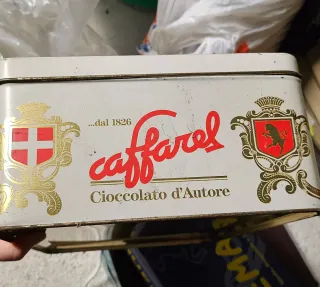 ...dal 1826
caffarel
Cioccolato d'Autore